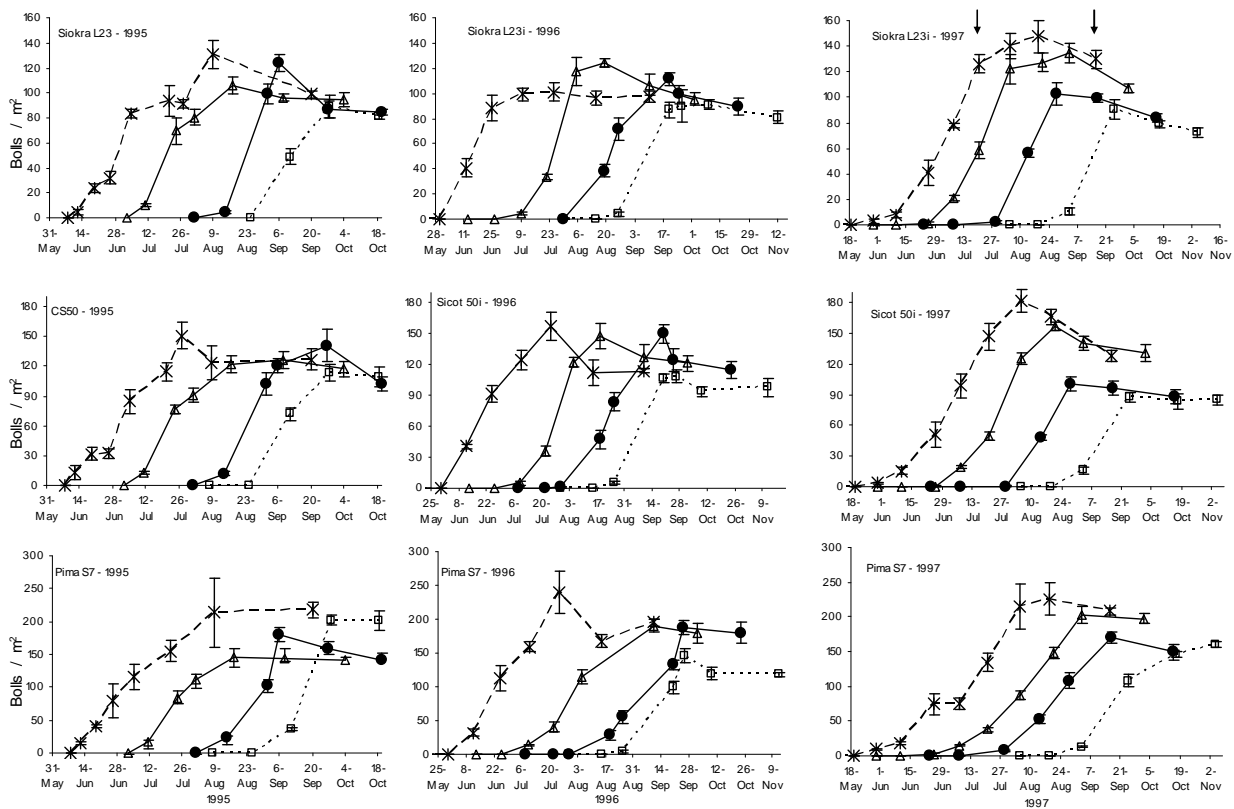 160
140
120
100
80
60
40
20
0
Bolls / m²
Siokra L23 - 1995
31- 14- 28- 12- 26- 9- 23- 6- 20- 4- 18-
May Jun Jun Jul Jul Aug Aug Sep Sep Oct Oct
160
140
120
100
80
60
40
20
0
Siokra L23i - 1996
28- 11- 25- 9- 23- 6- 20- 3- 17- 1- 15- 29- 12-
May Jun Jun Jul Jul Aug Aug Sep Sep Oct Oct Oct Nov
160
140
120
100
80
60
40
20
0
Siokra L23i - 1997
18- 1- 15- 29- 13- 27- 10- 24- 7- 21- 5- 19- 2- 16-
May Jun Jun Jun Jul Jul Aug Aug Sep Sep Oct Oct Nov Nov
180
150
120
90
60
30
0
Bolls / m²
CS50 - 1995
31- 14- 28- 12- 26- 9- 23- 6- 20- 4- 18-
May Jun Jun Jul Jul Aug Aug Sep Sep Oct Oct
180
150
120
90
60
30
0
Sicot 50i - 1996
25- 8- 22- 6- 20- 3- 17- 31- 14- 28- 12- 26- 9-
May Jun Jun Jul Jul Aug Aug Aug Sep Sep Oct Oct Nov
180
150
120
90
60
30
0
Sicot 50i - 1997
18- 1- 15- 29- 13- 27- 10- 24- 7- 21- 5- 19- 2-
May Jun Jun Jun Jul Jul Aug Aug Sep Sep Oct Oct Nov
300
250
200
150
100
50
0
Bolls / m²
Pima S7 - 1995
31- 14- 28- 12- 26- 9- 23- 6- 20- 4- 18-
May Jun Jun Jul Jul Aug Aug Sep Sep Oct Oct
1995
300
250
200
150
100
50
0
Pima S7 - 1996
25- 8- 22- 6- 20- 3- 17- 31- 14- 28- 12- 26- 9-
May Jun Jun Jul Jul Aug Aug Aug Sep Sep Oct Oct Nov
1996
300
250
200
150
100
50
0
Pima S7 - 1997
18- 1- 15- 29- 13- 27- 10- 24- 7- 21- 5- 19- 2-
May Jun Jun Jun Jul Jul Aug Aug Sep Sep Oct Oct Nov
1997